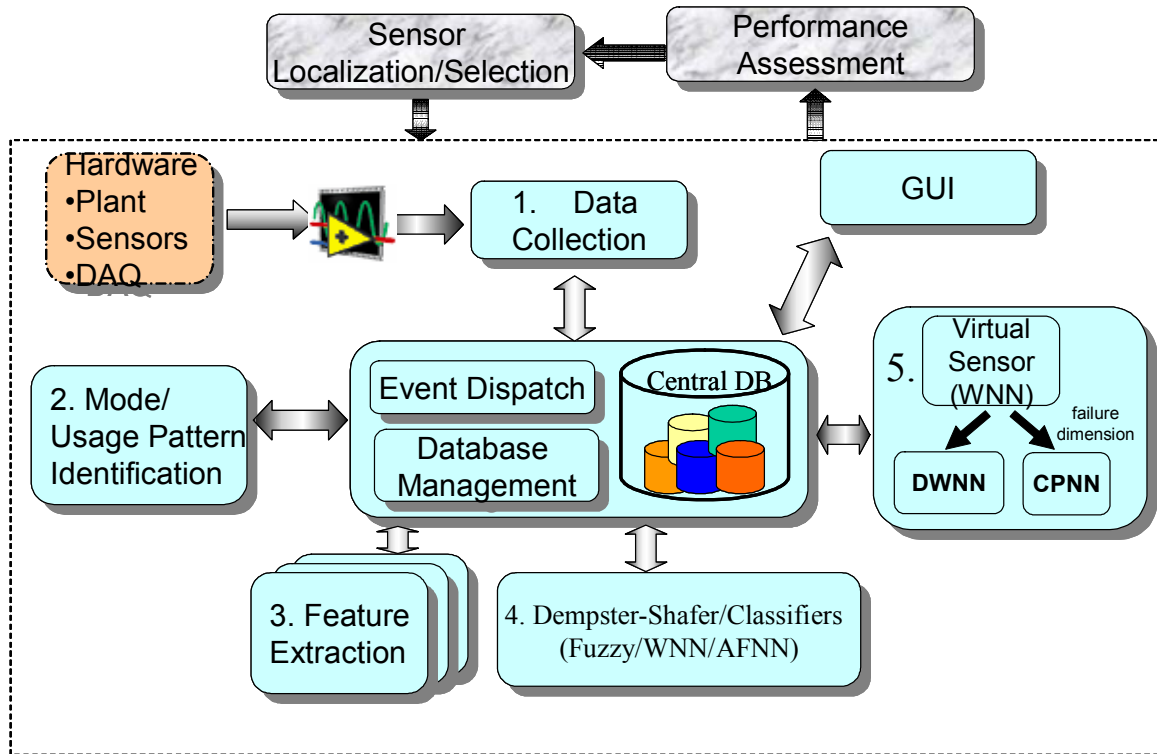 Sensor
Localization/Selection
Performance
Assessment
Hardware
•Plant
•Sensors
•DAQ
1. Data
Collection
GUI
2. Mode/
Usage Pattern
Identification
Event Dispatch
Database
Management
Central DB
5.
Virtual
Sensor
(WNN)
failure
dimension
DWNN
CPNN
3. Feature
Extraction
4. Dempster-Shafer/Classifiers
(Fuzzy/WNN/AFNN)